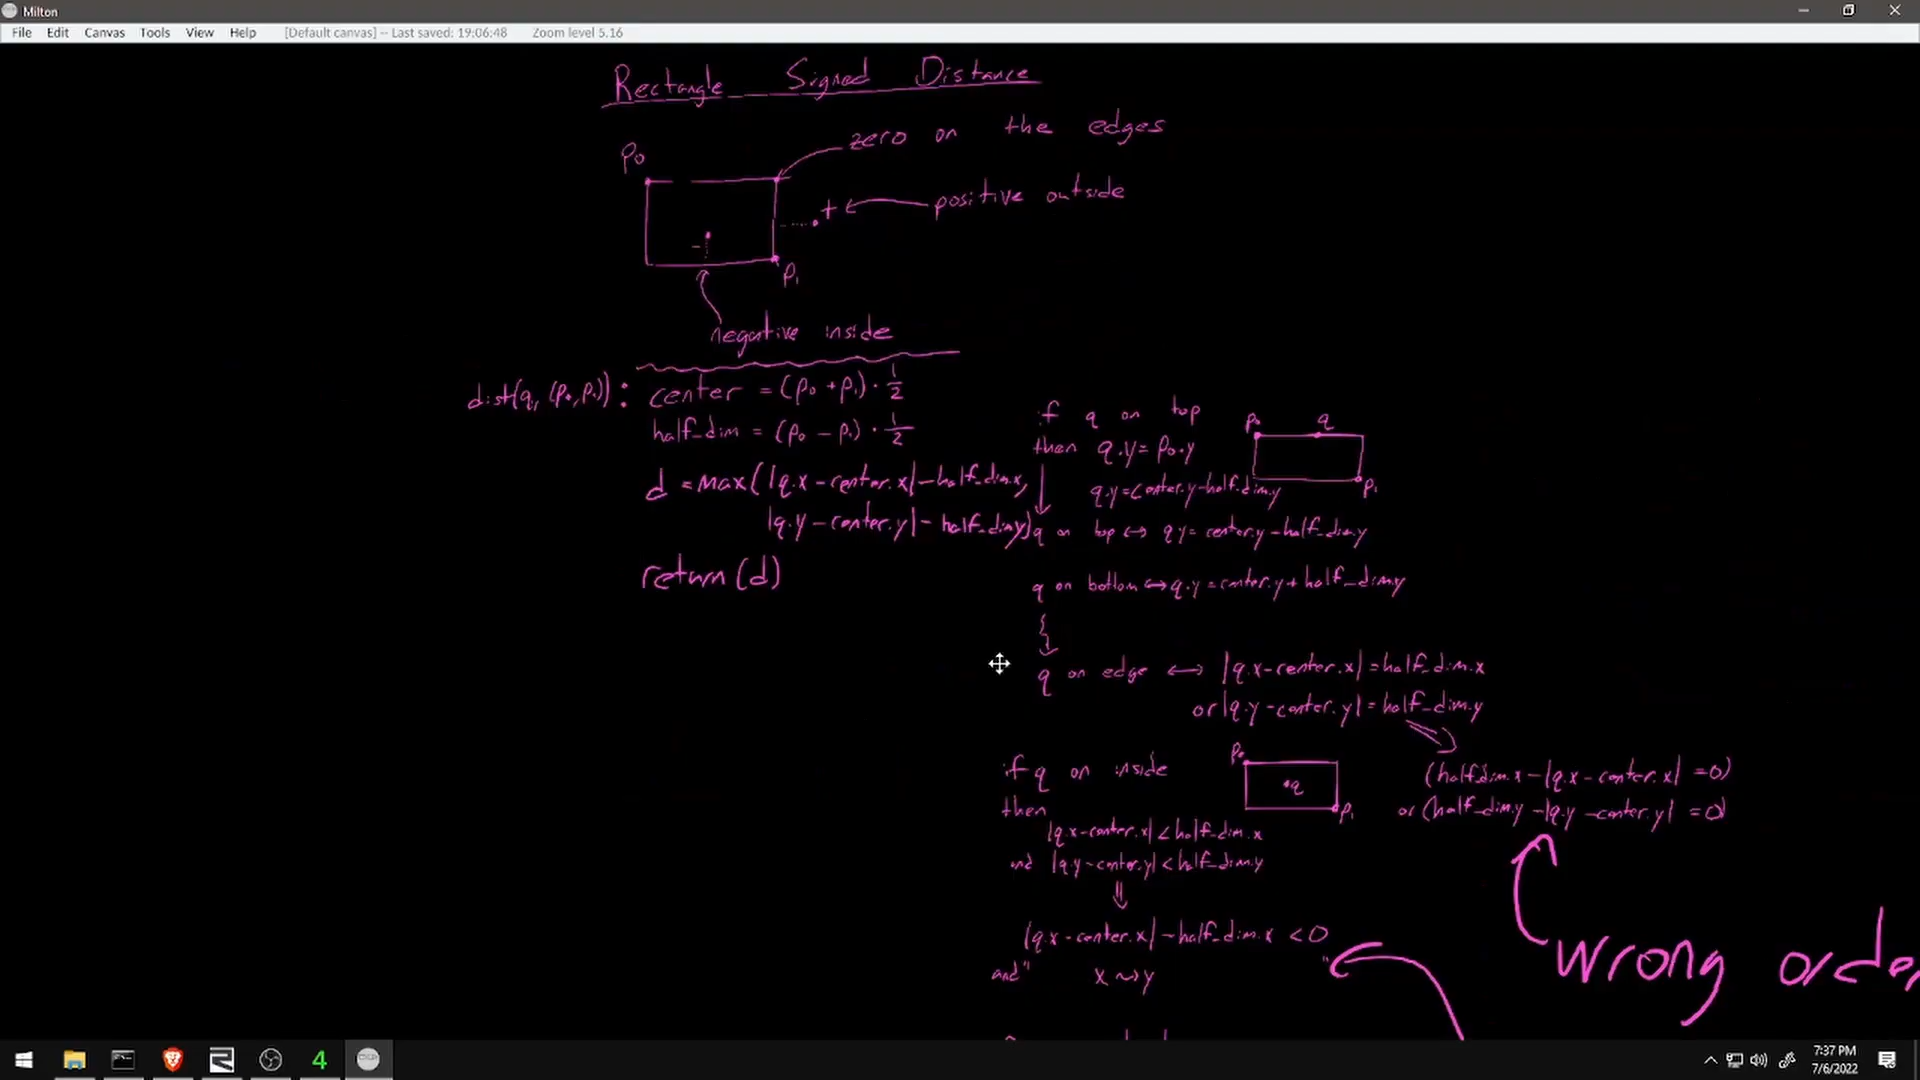 Milton
File Edit Canvas Tools View Help [Default canvas] -- Last saved: 19:06:48 Zoom level 5.16
Rectangle Signed Distance
zero on the edges
p0
positive outside
+
-
p1
negative inside
dist(q, (p0, p1)):
center = (p0 + p1) · 1/2
half_dim = (p0 - p1) · 1/2
d = max(|q.x - center.x| - half_dim.x,
|q.y - center.y| - half_dim.y)
return(d)
if q on top
then q.y = p0.y
q.y = center.y - half_dim.y
p0 q
p1
q on top <-> q.y = center.y - half_dim.y
q on bottom <-> q.y = center.y + half_dim.y
q on edge <-> |q.x - center.x| = half_dim.x
or |q.y - center.y| = half_dim.y
(half_dim.x - |q.x - center.x| = 0)
or (half_dim.y - |q.y - center.y| = 0)
wrong order
if q on inside
then
|q.x - center.x| < half_dim.x
and |q.y - center.y| < half_dim.y
p0
q
p1
|q.x - center.x| - half_dim.x < 0
and " x ~> y "
4
7:37 PM
7/6/2022